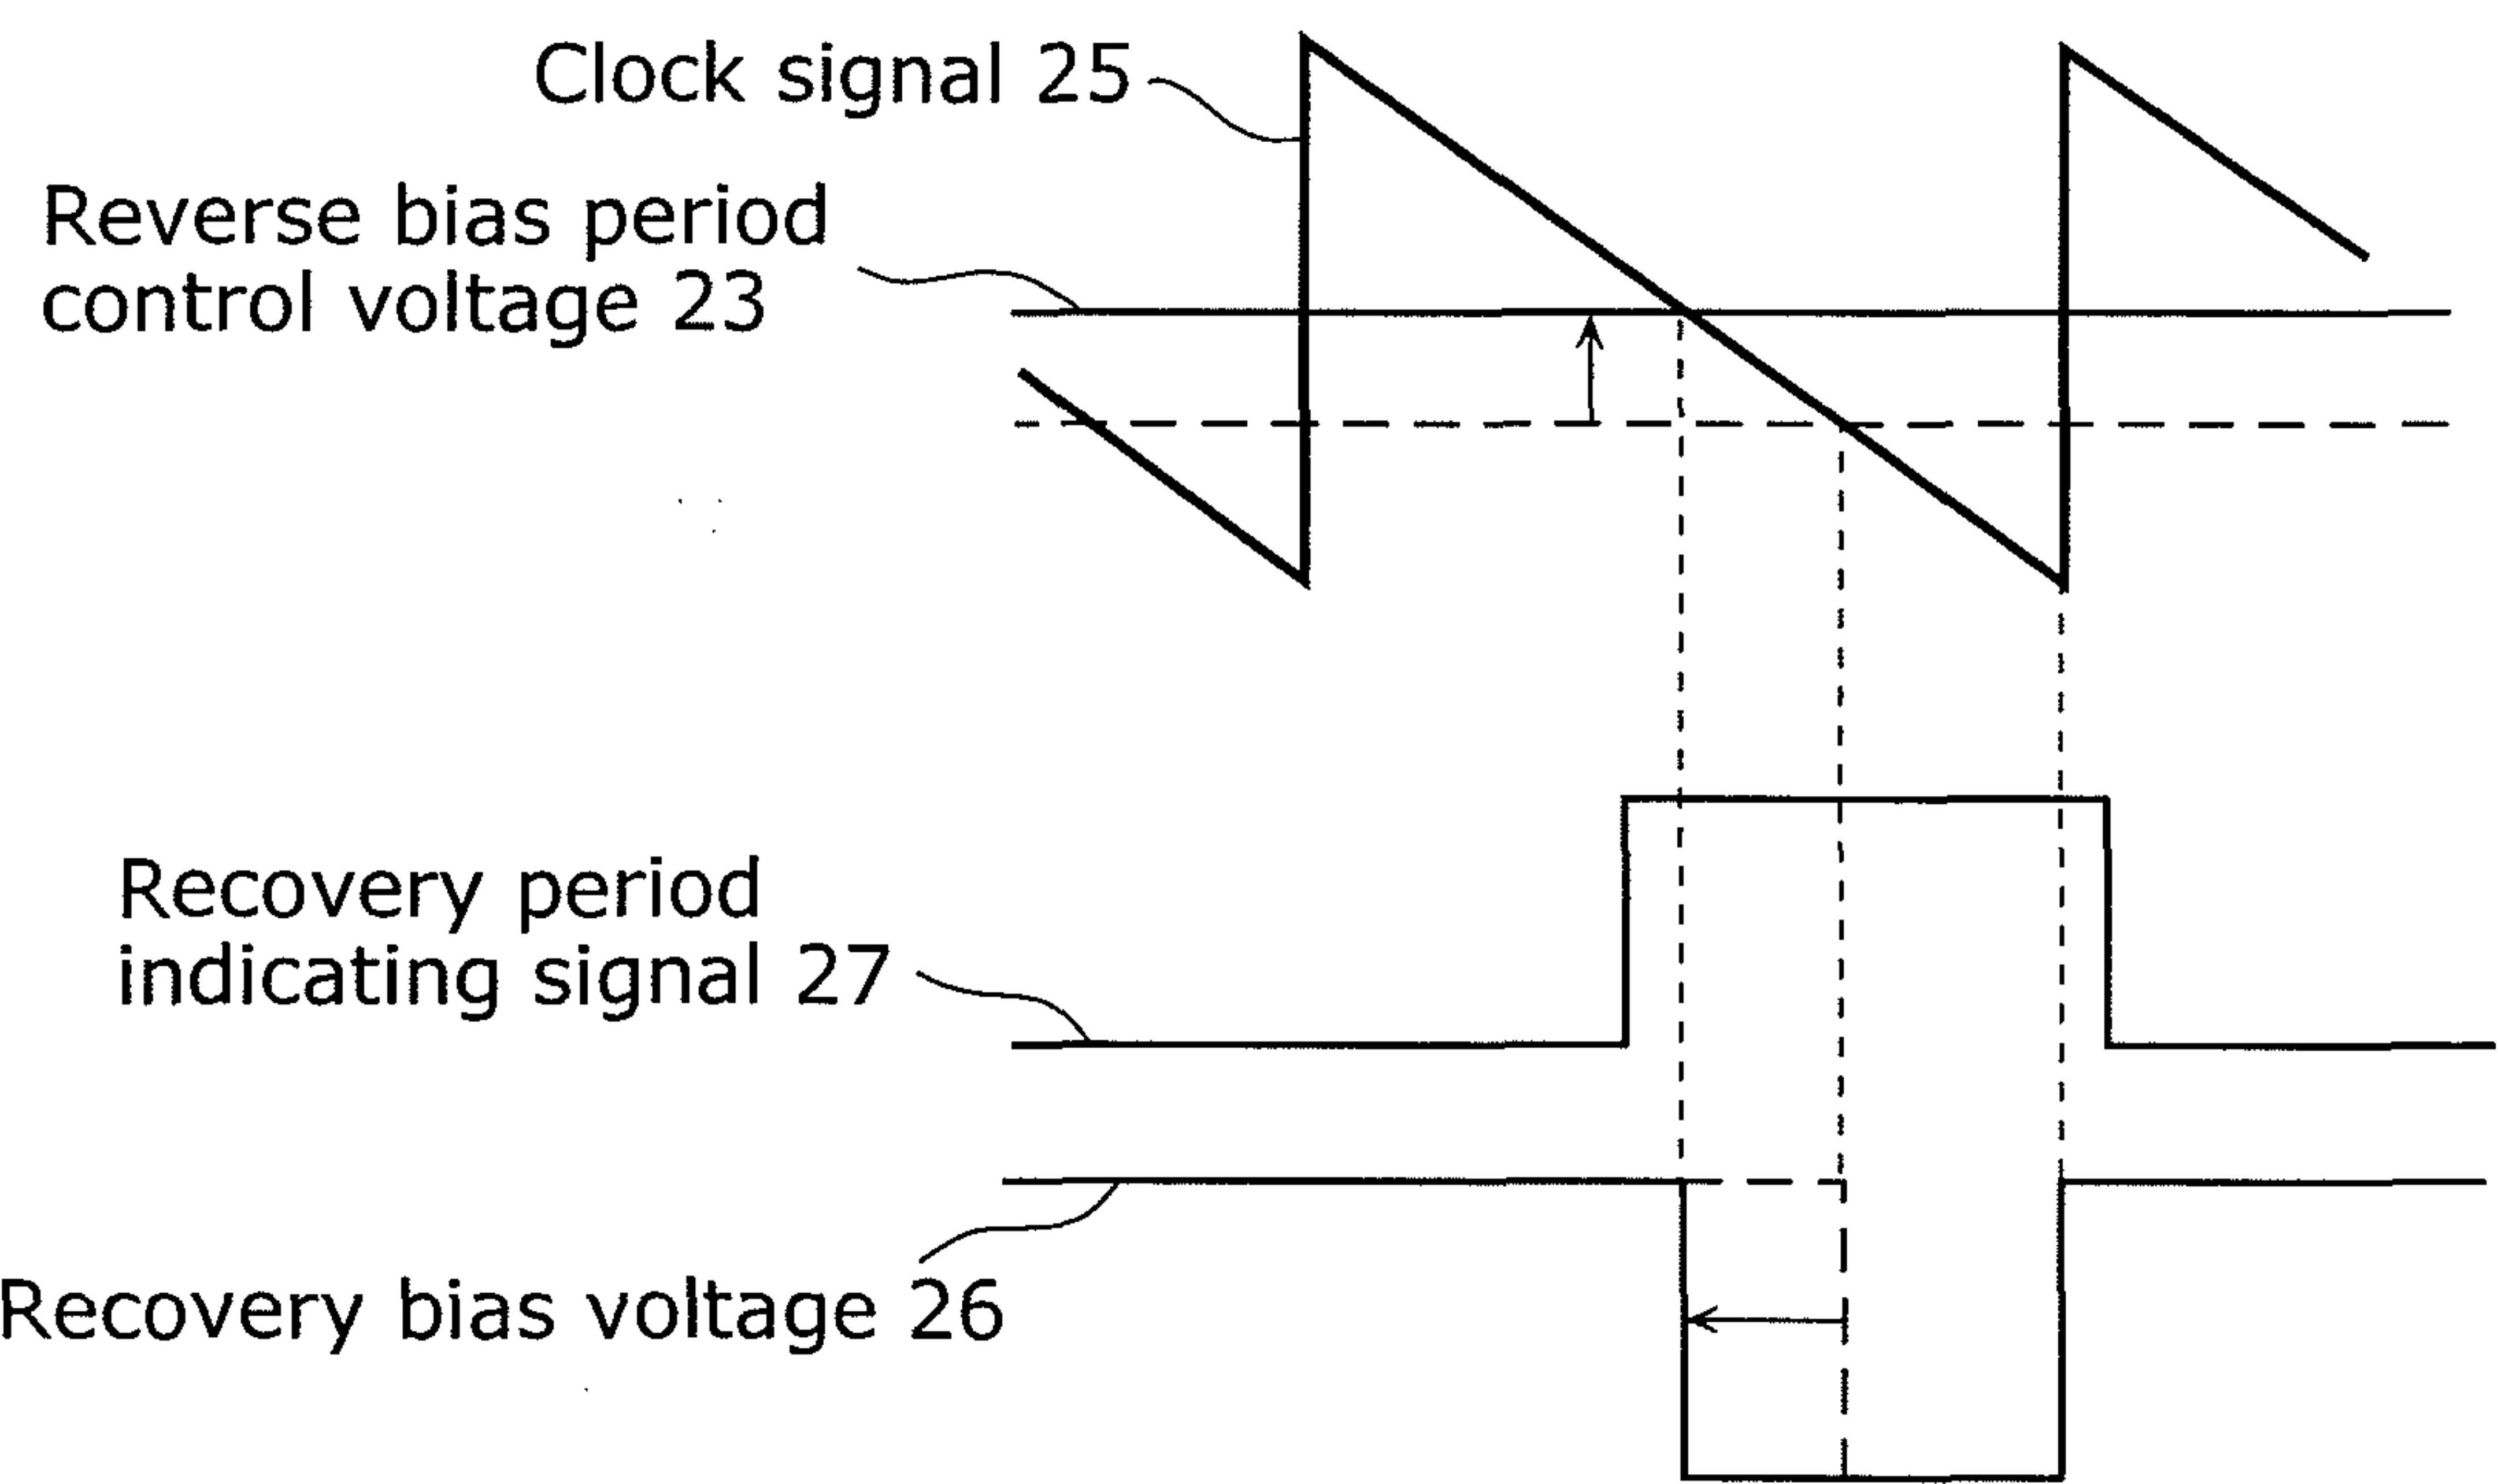 Clock signal 25
Reverse bias period
control voltage 23
Recovery period
indicating signal 27
Recovery bias voltage 26